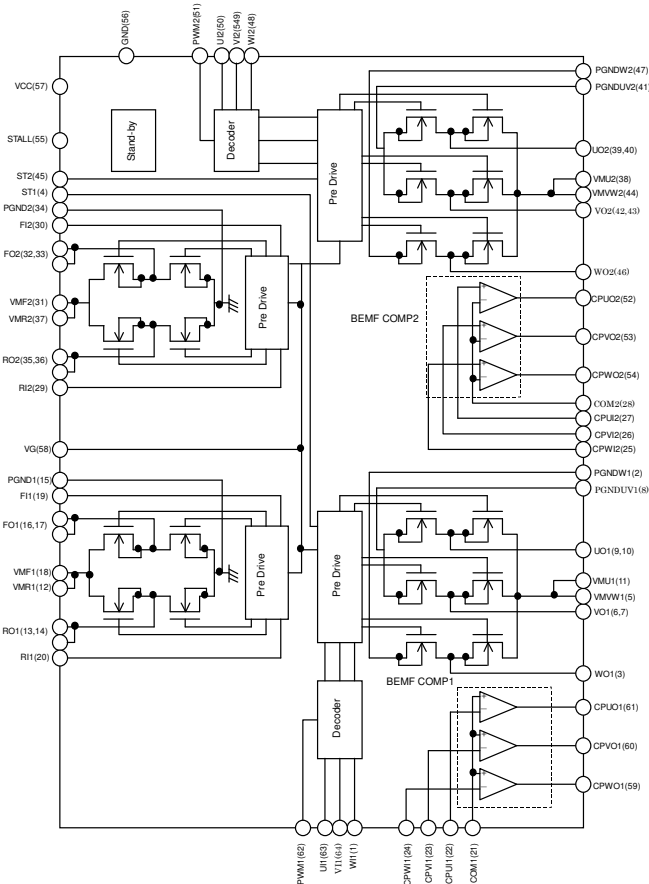 GND(56)
PWM2(51)
UI2(50)
VI2(549)
WI2(48)
VCC(57)
STALL(55)
ST2(45)
ST1(4)
PGND2(34)
FI2(30)
FO2(32,33)
VMF2(31)
VMR2(37)
RO2(35,36)
RI2(29)
VG(58)
PGND1(15)
FI1(19)
FO1(16,17)
VMF1(18)
VMR1(12)
RO1(13,14)
RI1(20)
Stand-by
Decoder
Pre Drive
Pre Drive
BEMF COMP2
+
−
+
−
+
−
Pre Drive
Pre Drive
Decoder
BEMF COMP1
+
−
+
−
+
−
PGNDW2(47)
PGNDUV2(41)
UO2(39,40)
VMU2(38)
VMVW2(44)
VO2(42,43)
WO2(46)
CPUO2(52)
CPVO2(53)
CPWO2(54)
COM2(28)
CPUI2(27)
CPVI2(26)
CPWI2(25)
PGNDW1(2)
PGNDUV1(8)
UO1(9,10)
VMU1(11)
VMVW1(5)
VO1(6,7)
WO1(3)
CPUO1(61)
CPVO1(60)
CPWO1(59)
PWM1(62)
UI1(63)
VI1(64)
WI1(1)
CPWI1(24)
CPVI1(23)
CPUI1(22)
COM1(21)